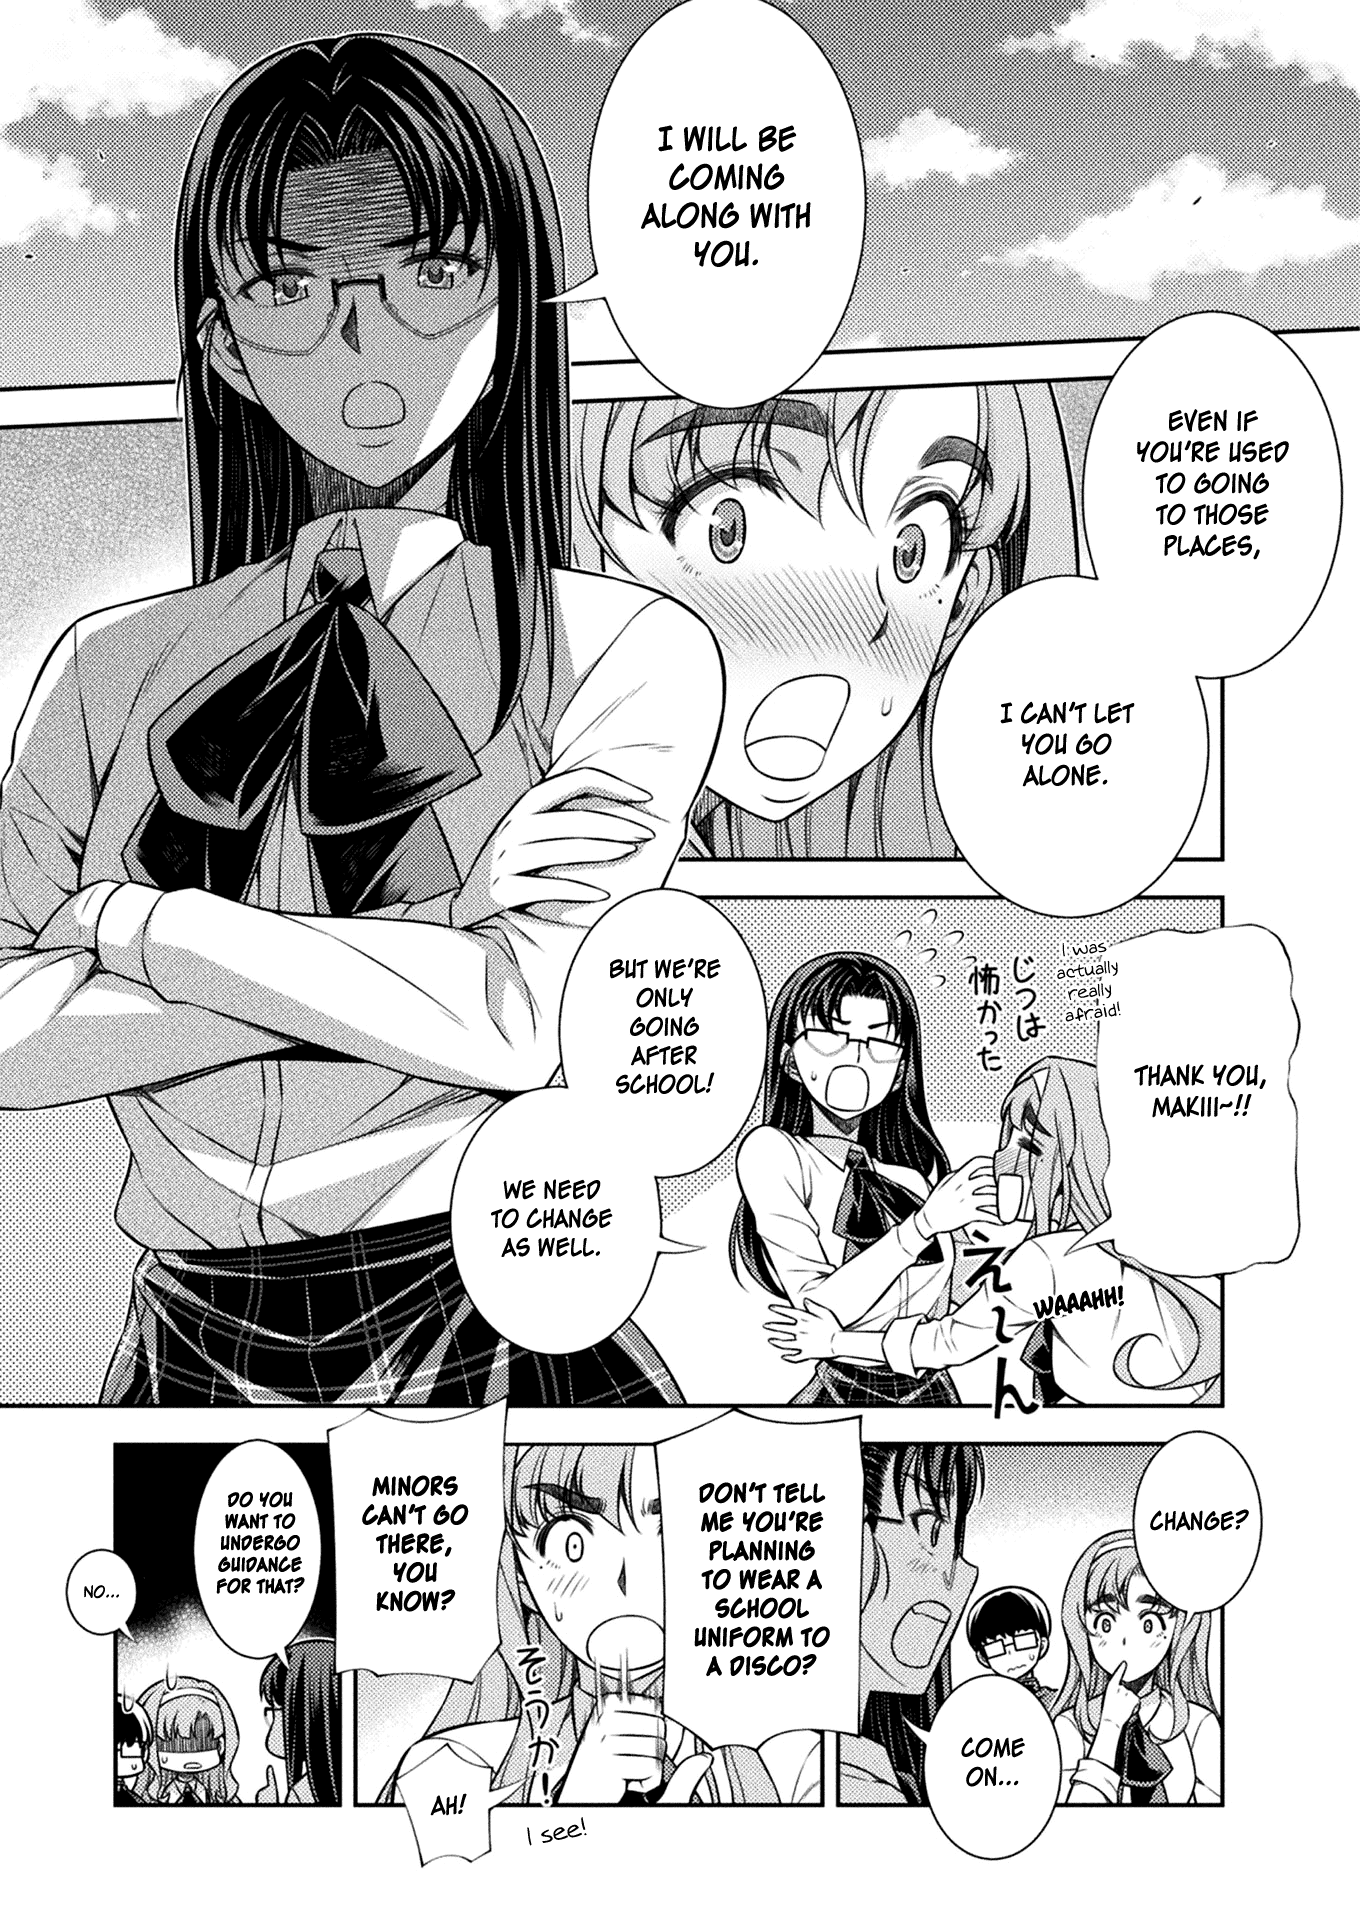 I WILL BE
COMING
ALONG WITH
YOU.
EVEN IF
YOU'RE USED
TO GOING
TO THOSE
PLACES,
I CAN'T LET
YOU GO
ALONE.
I was
actually
really
afraid!
じつは
怖かった
THANK YOU,
MAKIII~!!
え〜ん
WAAAHH!
BUT WE'RE
ONLY
GOING
AFTER
SCHOOL!
WE NEED
TO CHANGE
AS WELL.
CHANGE?
COME
ON...
DON'T TELL
ME YOU'RE
PLANNING
TO WEAR A
SCHOOL
UNIFORM TO
A DISCO?
MINORS
CAN'T GO
THERE,
YOU
KNOW?
そうか!
AH!
I see!
DO YOU
WANT TO
UNDERGO
GUIDANCE
FOR THAT?
NO...